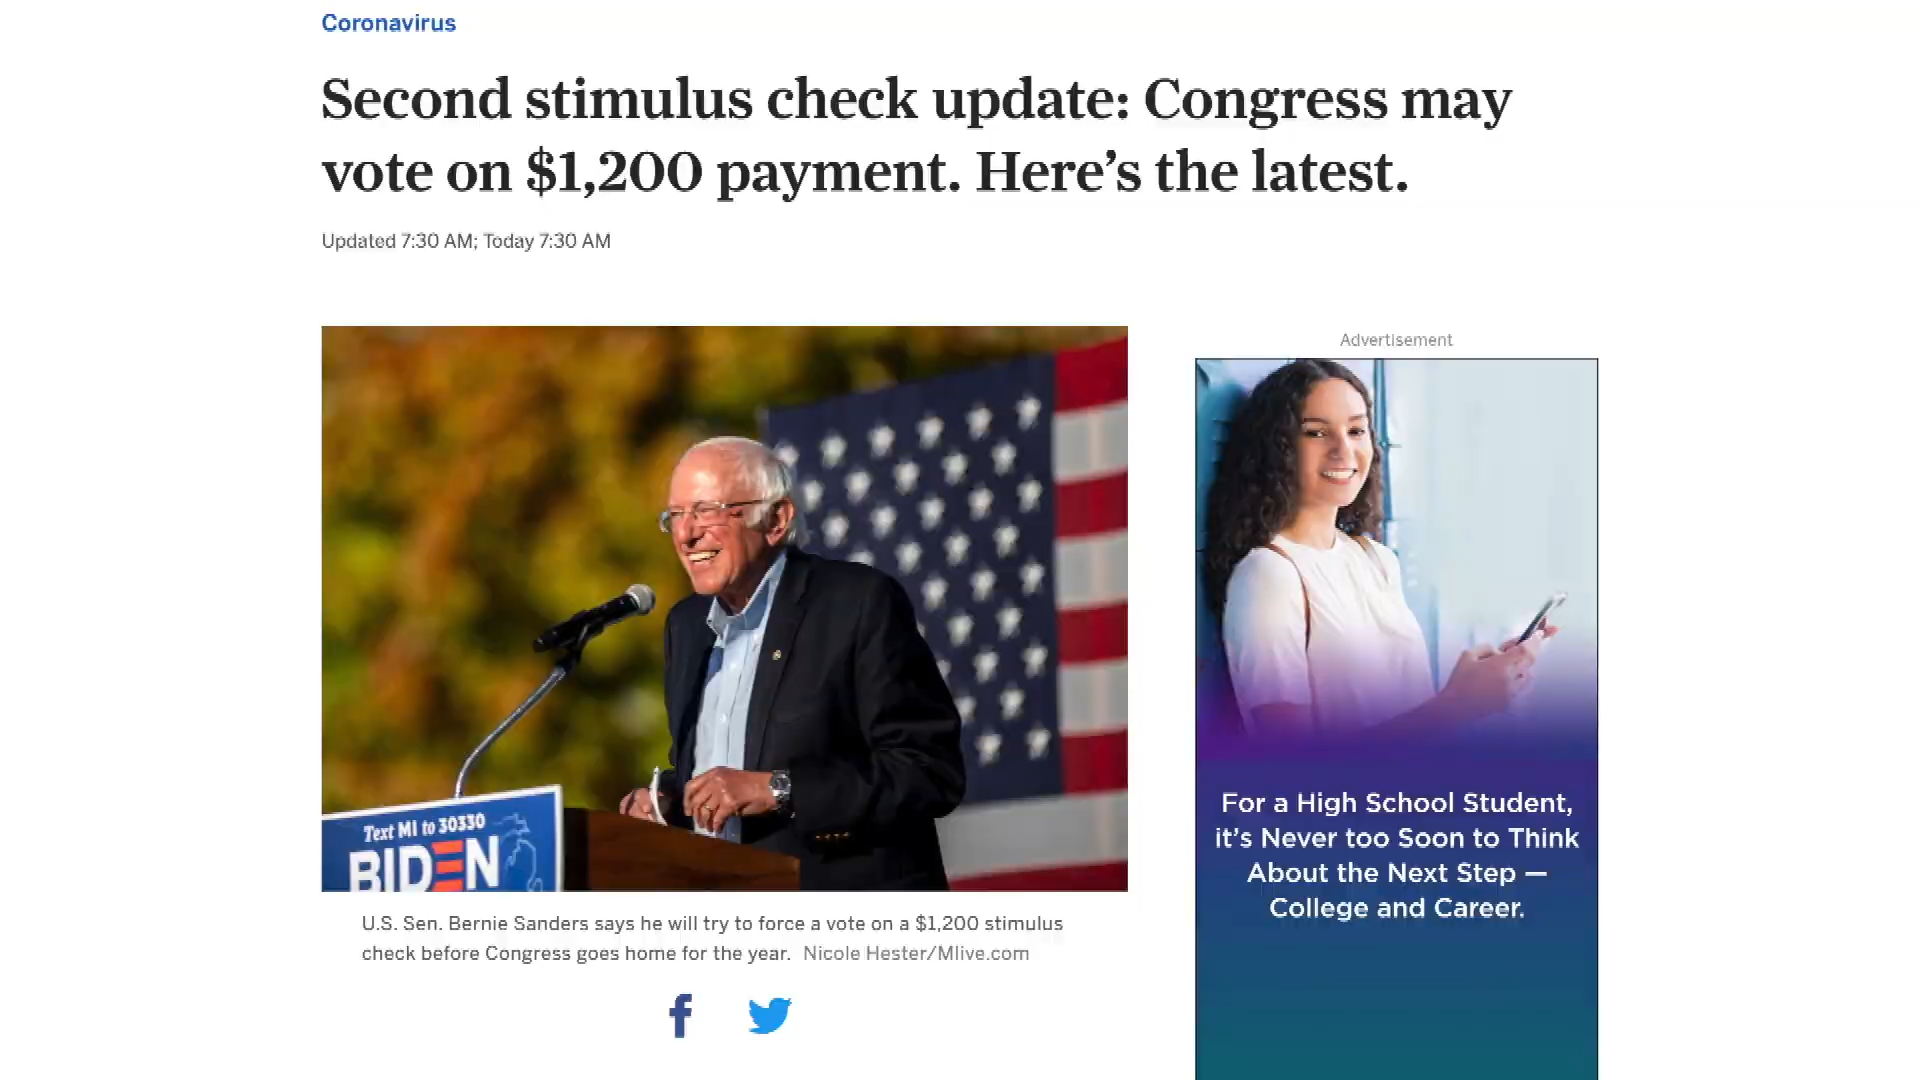 Coronavirus
Second stimulus check update: Congress may
vote on $1,200 payment. Here’s the latest.
Updated 7:30 AM; Today 7:30 AM
Advertisement
Text MI to 30330
BIDEN
U.S. Sen. Bernie Sanders says he will try to force a vote on a $1,200 stimulus
check before Congress goes home for the year. Nicole Hester/Mlive.com
For a High School Student,
it’s Never too Soon to Think
About the Next Step —
College and Career.